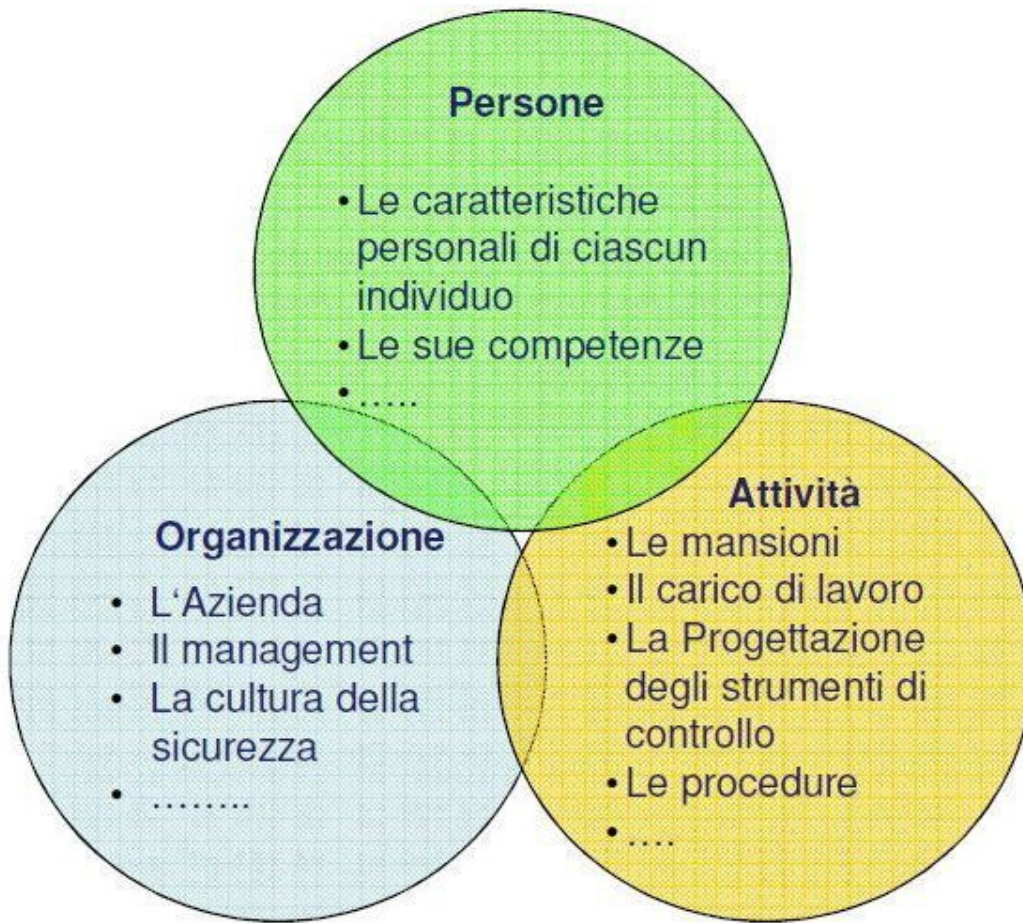 Persone
• Le caratteristiche
personali di ciascun
individuo
• Le sue competenze
• .....
Organizzazione
• L‘Azienda
• Il management
• La cultura della
sicurezza
• ........
Attività
• Le mansioni
• Il carico di lavoro
• La Progettazione
degli strumenti di
controllo
• Le procedure
• ....